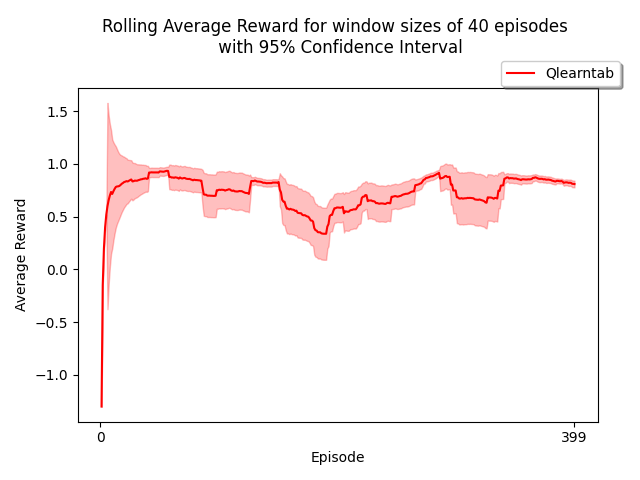 Rolling Average Reward for window sizes of 40 episodes
with 95% Confidence Interval
Qlearntab
1.5
1.0
0.5
0.0
−0.5
−1.0
Average Reward
0
399
Episode